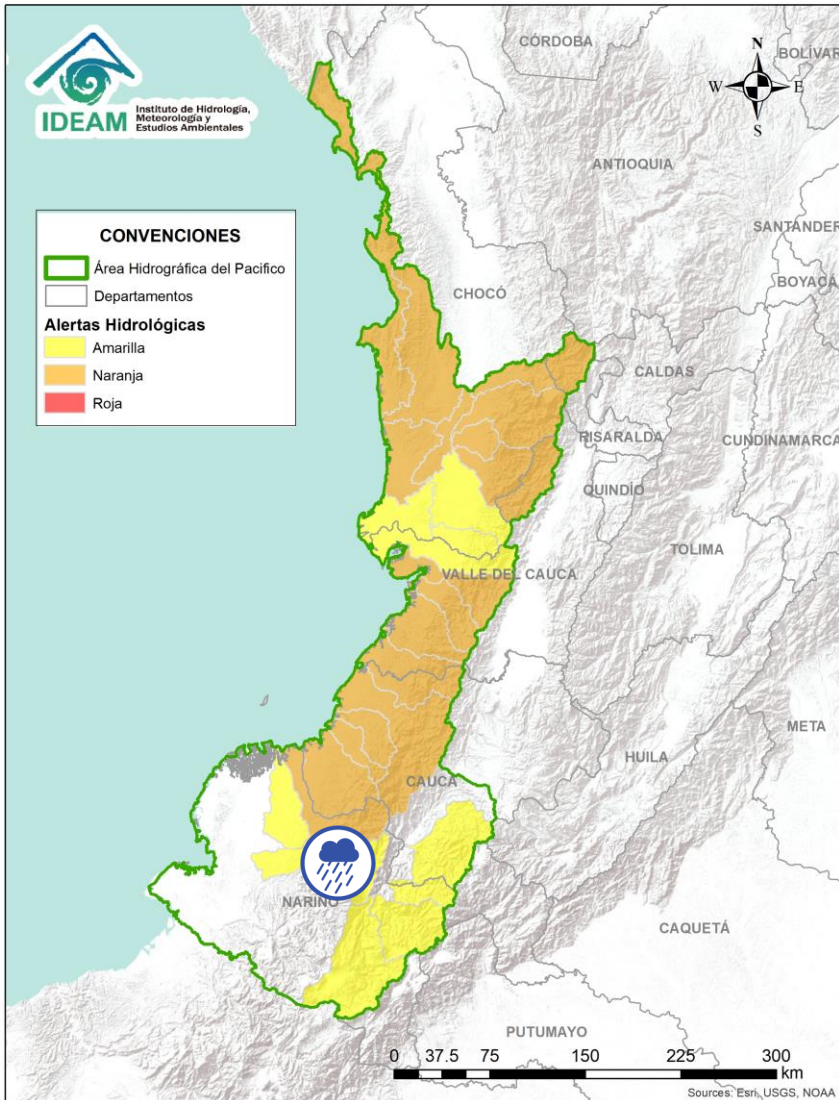 IDEAM
Instituto de Hidrología,
Meteorología y
Estudios Ambientales
CÓRDOBA
BOLÍVAR
N
W
E
S
ANTIOQUIA
SANTANDER
BOYACÁ
CHOCÓ
CONVENCIONES
Área Hidrográfica del Pacifico
Departamentos
Alertas Hidrológicas
Amarilla
Naranja
Roja
CALDAS
RISARALDA
CUNDINAMARCA
QUINDÍO
TOLIMA
VALLE DEL CAUCA
META
HUILA
CAUCA
NARIÑO
CAQUETÁ
PUTUMAYO
0 37.5 75 150 225 300
km
Sources: Esri, USGS, NOAA